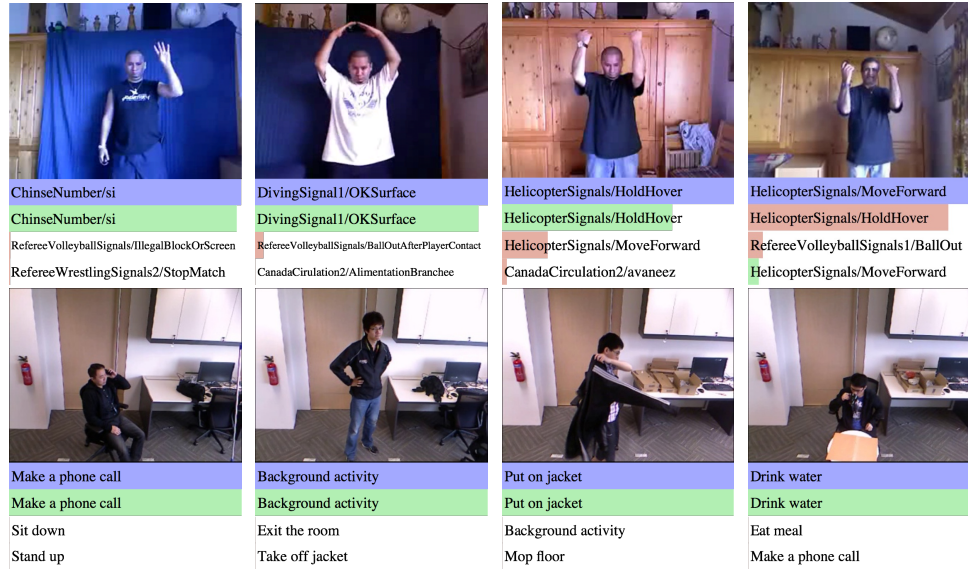 ChinseNumber/si
ChinseNumber/si
RefereeVolleyballSignals/IllegalBlockOrScreen
RefereeWrestlingSignals2/StopMatch
DivingSignal1/OKSurface
DivingSignal1/OKSurface
RefereeVolleyballSignals/BallOutAfterPlayerContact
CanadaCirulation2/AlimentationBranchee
HelicopterSignals/HoldHover
HelicopterSignals/HoldHover
HelicopterSignals/MoveForward
CanadaCirculation2/avaneez
HelicopterSignals/MoveForward
HelicopterSignals/HoldHover
RefereeVolleyballSignals1/BallOut
HelicopterSignals/MoveForward
Make a phone call
Make a phone call
Sit down
Stand up
Background activity
Background activity
Exit the room
Take off jacket
Put on jacket
Put on jacket
Background activity
Mop floor
Drink water
Drink water
Eat meal
Make a phone call